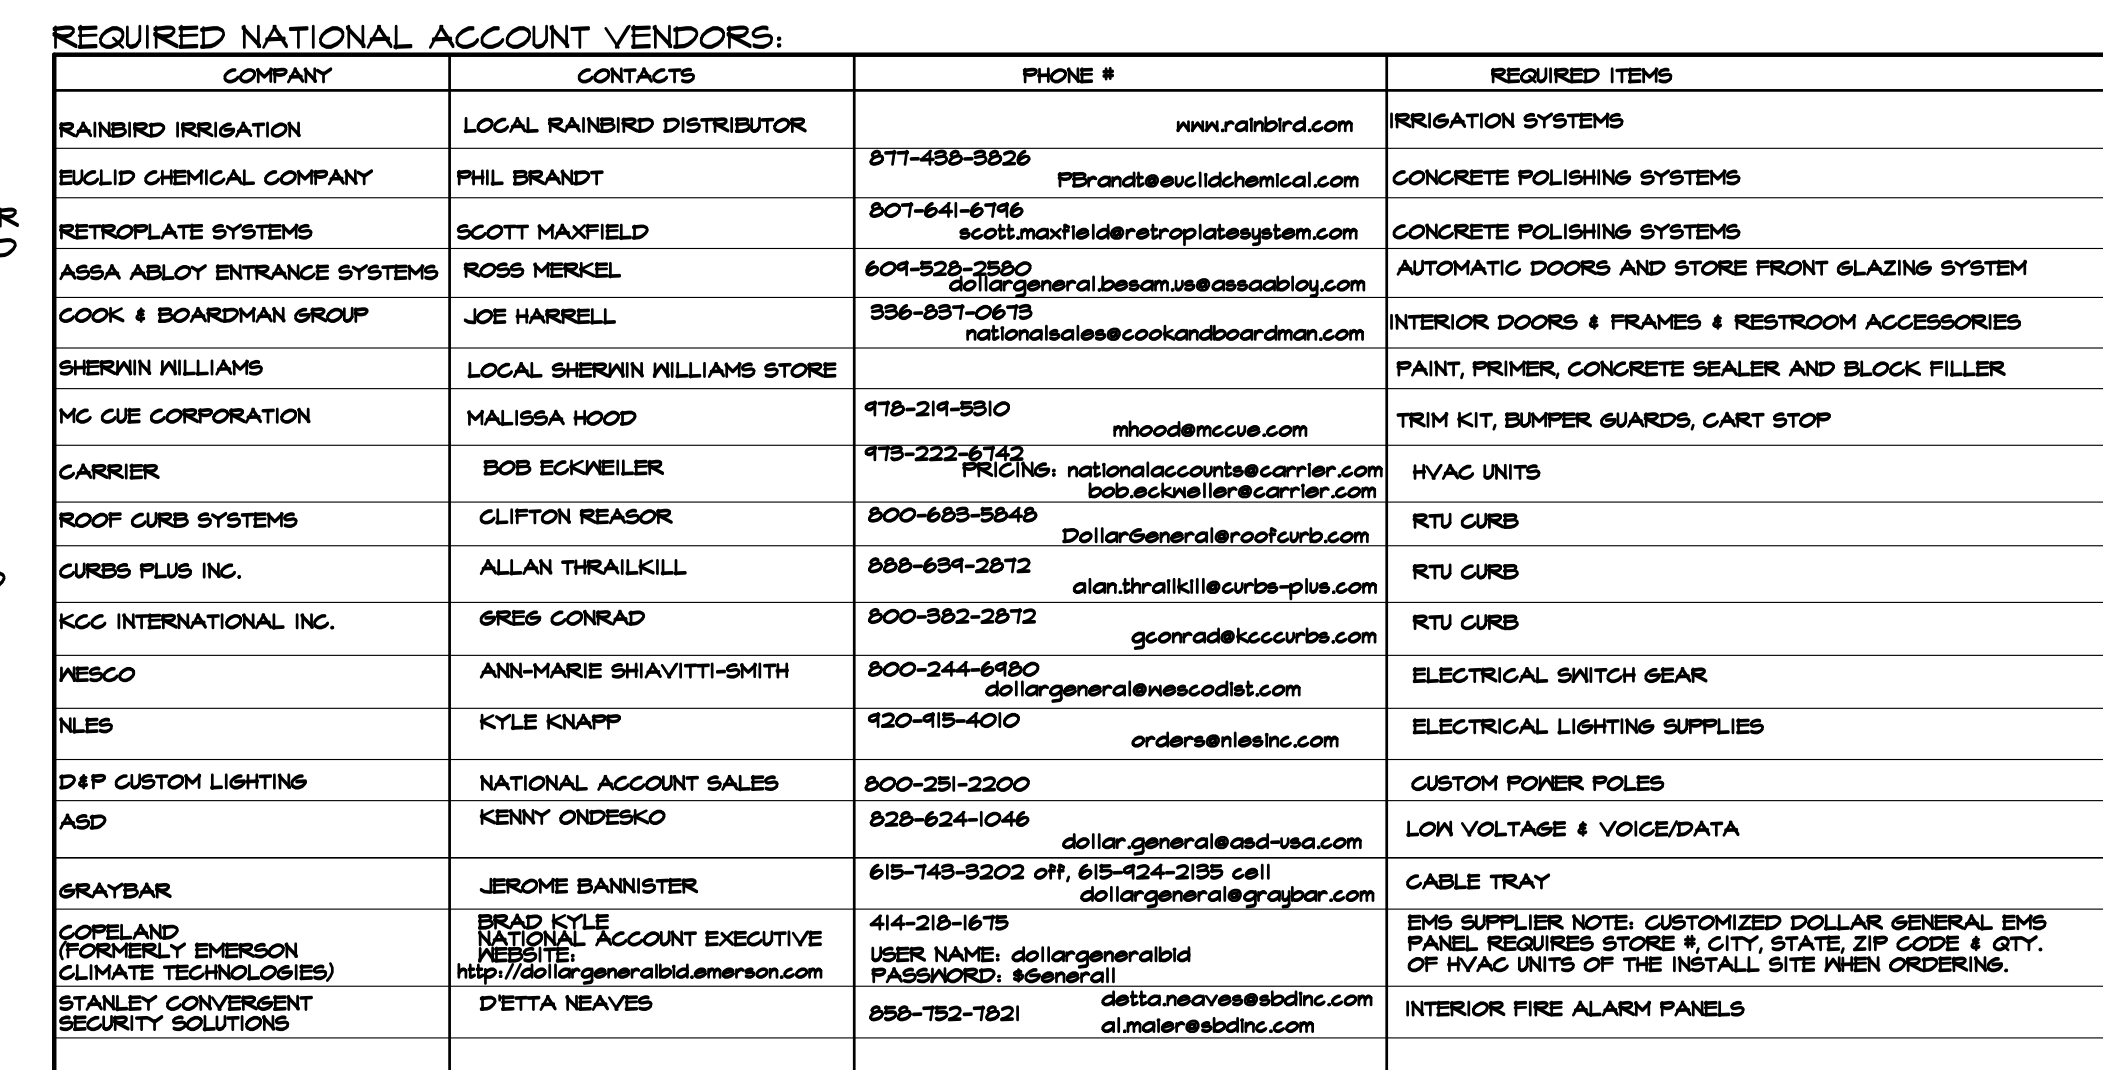 REQUIRED NATIONAL ACCOUNT VENDORS:
COMPANY CONTACTS PHONE # REQUIRED ITEMS
RAINBIRD IRRIGATION LOCAL RAINBIRD DISTRIBUTOR www.rainbird.com IRRIGATION SYSTEMS
877-438-3826
EUCLID CHEMICAL COMPANY PHIL BRANDT PBrandt@euclidchemical.com CONCRETE POLISHING SYSTEMS
807-641-6796
RETROPLATE SYSTEMS SCOTT MAXFIELD scott.maxfield@retroplatesystem.com CONCRETE POLISHING SYSTEMS
ASSA ABLOY ENTRANCE SYSTEMS ROSS MERKEL 609-528-2580 AUTOMATIC DOORS AND STORE FRONT GLAZING SYSTEM
dollargeneral.besam.us@assaabloy.com
COOK & BOARDMAN GROUP JOE HARRELL 336-837-0673 INTERIOR DOORS & FRAMES & RESTROOM ACCESSORIES
nationalsales@cookandboardman.com
SHERWIN WILLIAMS LOCAL SHERWIN WILLIAMS STORE PAINT, PRIMER, CONCRETE SEALER AND BLOCK FILLER
MC CUE CORPORATION MALISSA HOOD 978-219-5310 TRIM KIT, BUMPER GUARDS, CART STOP
mhood@mccue.com
973-222-6742
CARRIER BOB ECKWEILER PRICING: nationalaccounts@carrier.com HVAC UNITS
bob.eckweller@carrier.com
ROOF CURB SYSTEMS CLIFTON REASOR 800-683-5848 RTU CURB
DollarGeneral@roofcurb.com
CURBS PLUS INC. ALLAN THRAILKILL 888-639-2872 RTU CURB
alan.thrailkill@curbs-plus.com
KCC INTERNATIONAL INC. GREG CONRAD 800-382-2872 RTU CURB
gconrad@kcccurbs.com
WESCO ANN-MARIE SHIAVITTI-SMITH 800-244-6980 ELECTRICAL SWITCH GEAR
dollargeneral@wescodist.com
NLES KYLE KNAPP 920-915-4010 ELECTRICAL LIGHTING SUPPLIES
orders@nlesinc.com
D&P CUSTOM LIGHTING NATIONAL ACCOUNT SALES 800-251-2200 CUSTOM POWER POLES
ASD KENNY ONDESKO 828-624-1046 LOW VOLTAGE & VOICE/DATA
dollar.general@asd-usa.com
615-743-3202 off, 615-924-2135 cell
GRAYBAR JEROME BANNISTER dollargeneral@graybar.com CABLE TRAY
COPELAND BRAD KYLE 414-218-1675 EMS SUPPLIER NOTE: CUSTOMIZED DOLLAR GENERAL EMS
(FORMERLY EMERSON NATIONAL ACCOUNT EXECUTIVE PANEL REQUIRES STORE #, CITY, STATE, ZIP CODE & QTY.
WEBSITE: USER NAME: dollargeneralbid
CLIMATE TECHNOLOGIES) http://dollargeneralbid.emerson.com PASSWORD: $General1 OF HVAC UNITS OF THE INSTALL SITE WHEN ORDERING.
STANLEY CONVERGENT D'ETTA NEAVES detta.neaves@sbdinc.com INTERIOR FIRE ALARM PANELS
SECURITY SOLUTIONS 858-752-7821 al.maier@sbdinc.com